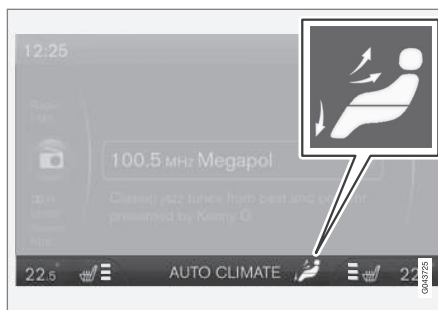 12:25
Radio
100.5 MHz Megapol
Classic jazz tunes from past and present
presented by Kenny G
22.5° AUTO CLIMATE 22
G043725